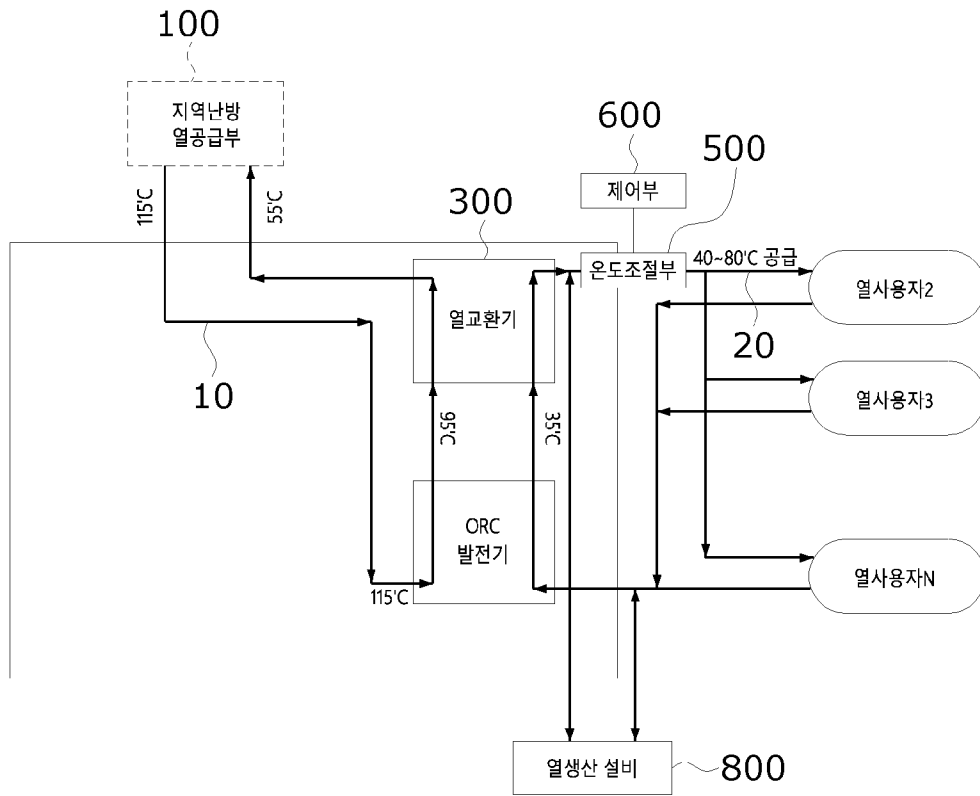 100
지역난방
열공급부
600
500
제어부
115'C
55'C
300
온도조절부
40~80'C 공급
열사용자2
열교환기
20
10
열사용자3
95'C
35'C
ORC
발전기
열사용자N
115'C
열생산 설비
800